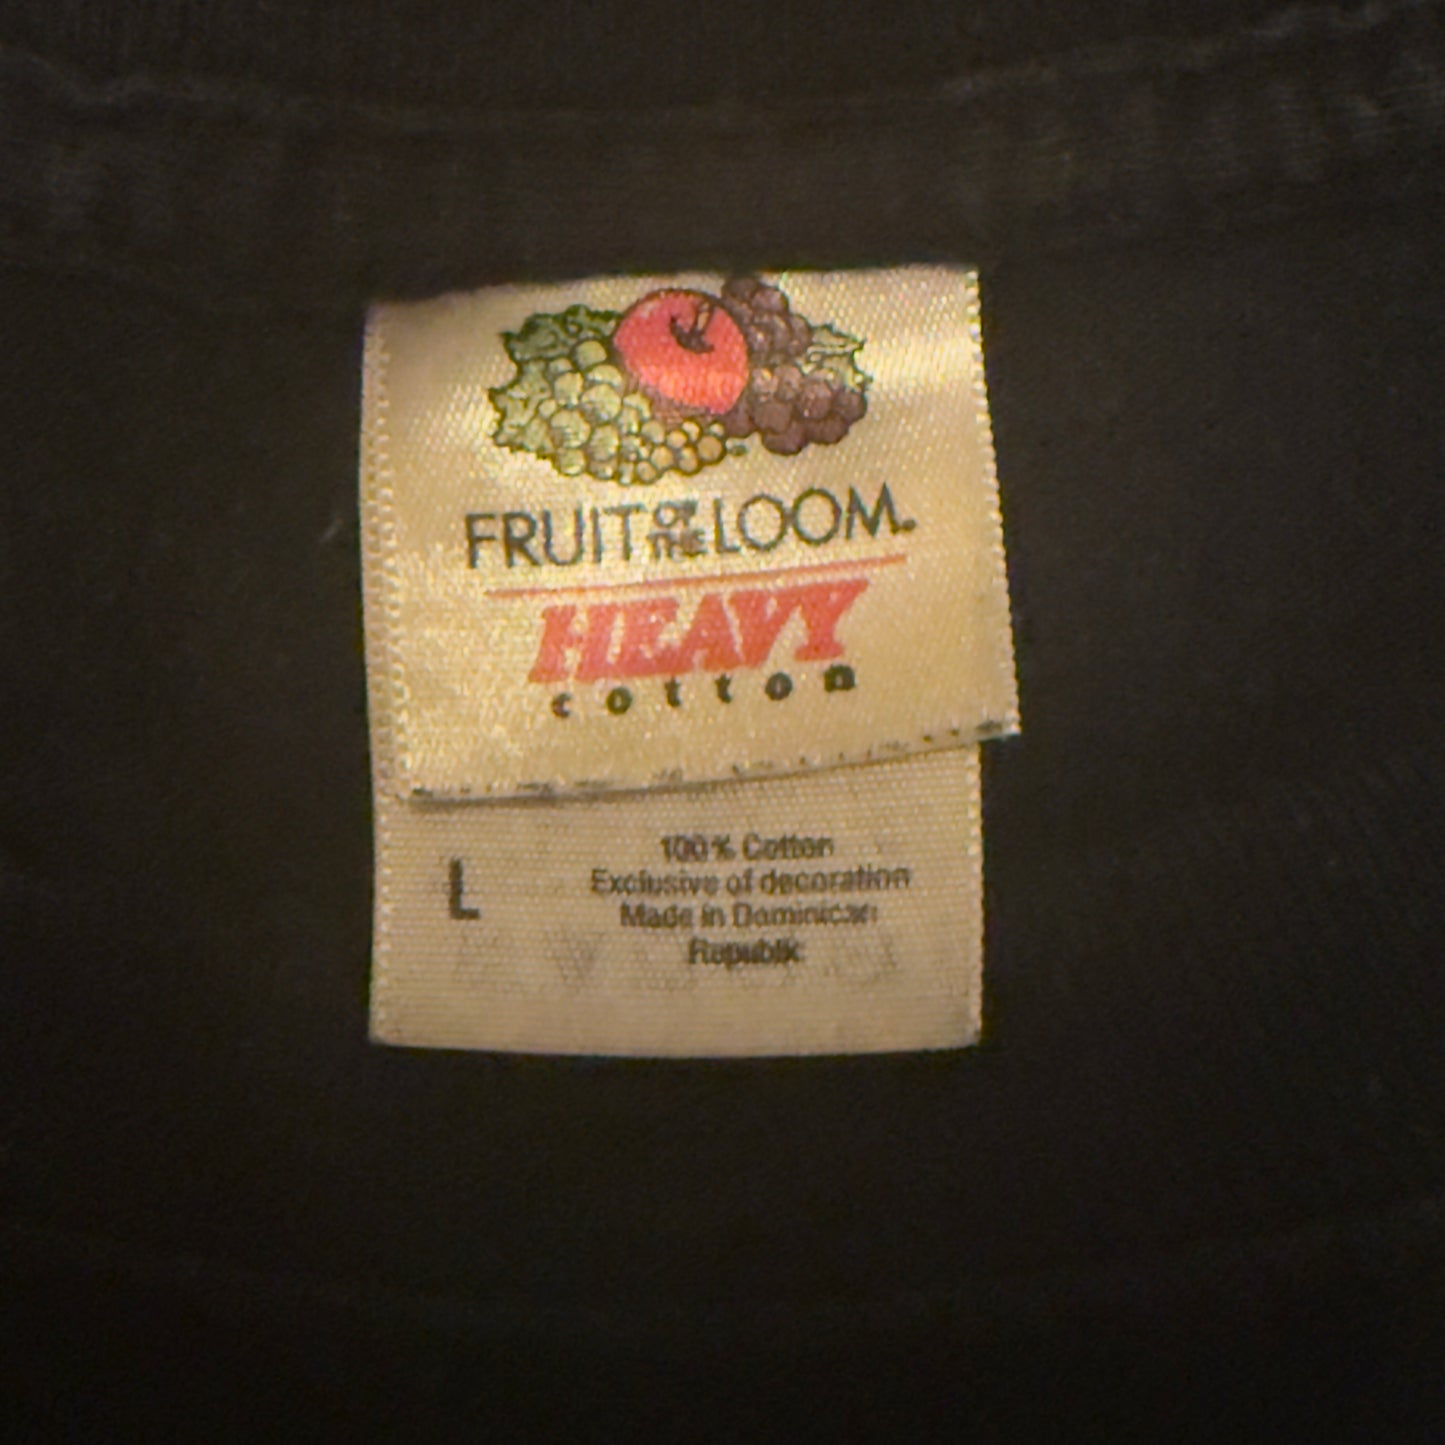 FRUIT OF THE LOOM.
HEAVY
cotton
L
100% Cotton
Exclusive of decoration
Made in Dominican
Republic